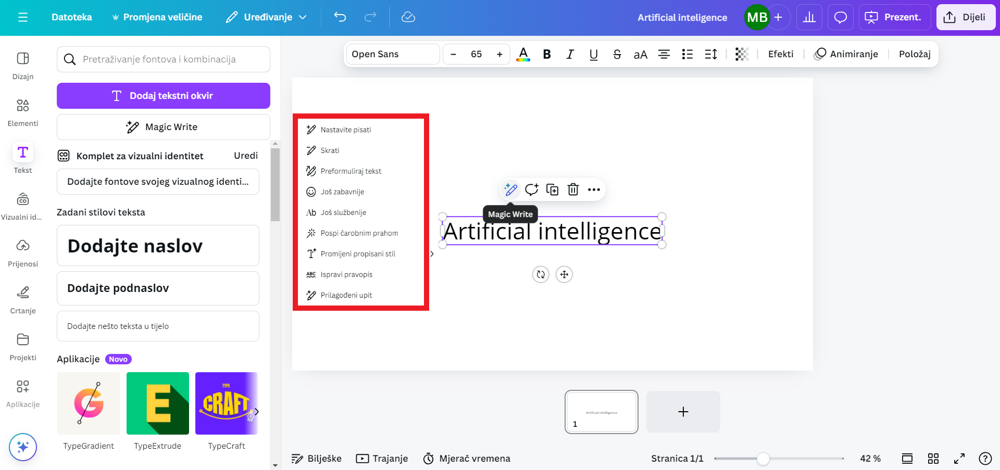 Datoteka
Promjena veličine
Uređivanje
Artificial inteligence
MB
Prezent.
Dijeli
Dizajn
Elementi
Tekst
Vizualni id...
Prijenosi
Crtanje
Projekti
Aplikacije
Pretraživanje fontova i kombinacija
Dodaj tekstni okvir
Magic Write
Komplet za vizualni identitet
Uredi
Dodajte fontove svojeg vizualnog identi...
Zadani stilovi teksta
Dodajte naslov
Dodajte podnaslov
Dodajte nešto teksta u tijelo
Aplikacije
Novo
G
E
TYPE
CRAFT
TypeGradient
TypeExtrude
TypeCraft
Open Sans
– 65 +
A
B
I
U
S
aA
Efekti
Animiranje
Položaj
Nastavite pisati
Skrati
Preformuliraj tekst
Još zabavnije
Ab Još službenije
Pospi čarobnim prahom
Promijeni propisani stil
ABC Ispravi pravopis
Prilagođeni upit
Magic Write
Artificial intelligence
Artificial intelligence
1
Bilješke
Trajanje
Mjerač vremena
Stranica 1/1
42 %